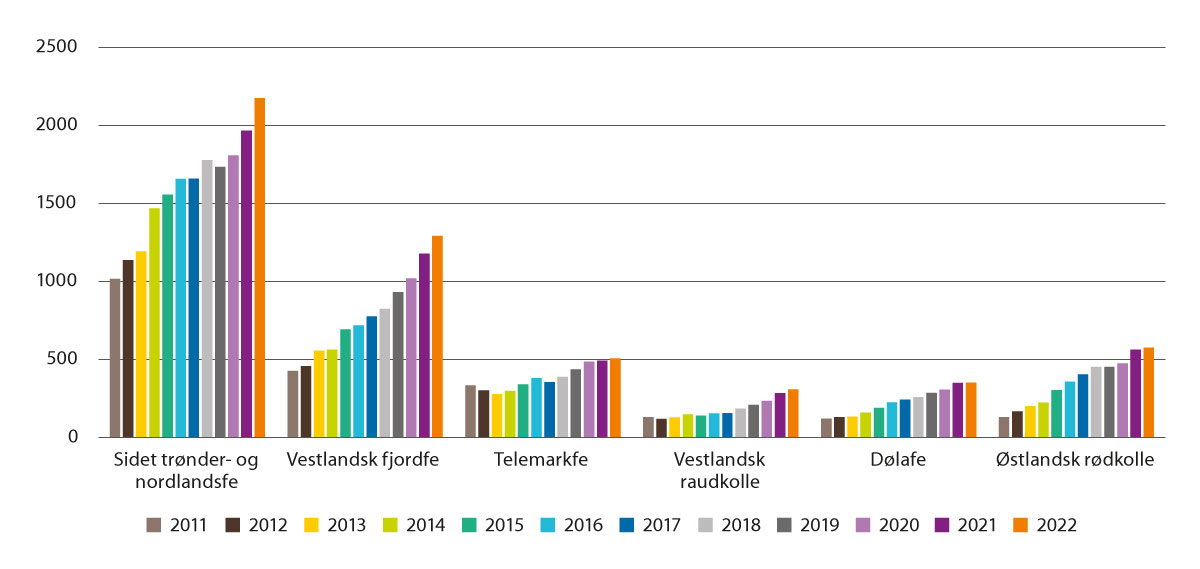 2500
2000
1500
1000
500
0
Sidet trønder- og
nordlandsfe
Vestlandsk fjordfe
Telemarkfe
Vestlandsk
raudkolle
Dølafe
Østlandsk rødkolle
2011 2012 2013 2014 2015 2016 2017 2018 2019 2020 2021 2022